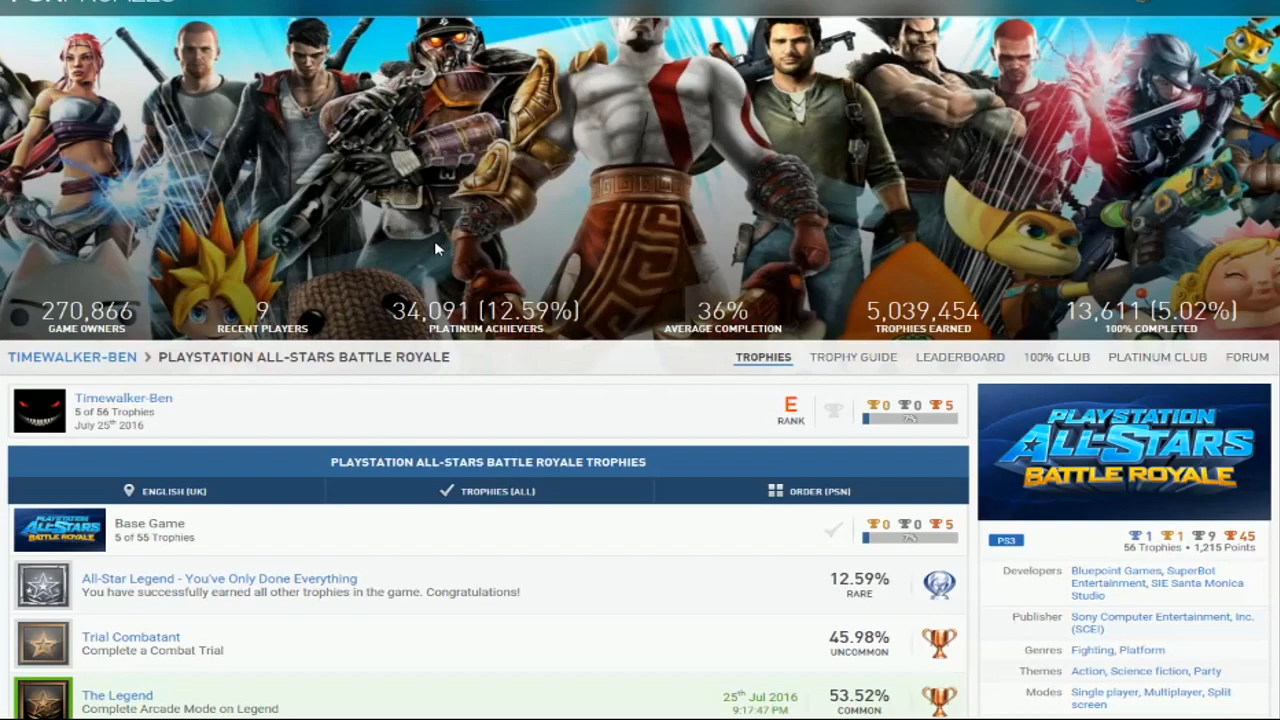 270,866
GAME OWNERS
9
RECENT PLAYERS
34,091 (12.59%)
PLATINUM ACHIEVERS
36%
AVERAGE COMPLETION
5,039,454
TROPHIES EARNED
13,611 (5.02%)
100% COMPLETED
TIMEWALKER-BEN > PLAYSTATION ALL-STARS BATTLE ROYALE
TROPHIES TROPHY GUIDE LEADERBOARD 100% CLUB PLATINUM CLUB FORUM
Timewalker-Ben
5 of 56 Trophies
July 25th 2016
E
RANK
0 0 5
7%
PLAYSTATION ALL-STARS BATTLE ROYALE TROPHIES
ENGLISH (UK) TROPHIES (ALL) ORDER (PSN)
PLAYSTATION
ALL-STARS
BATTLE ROYALE
Base Game
5 of 55 Trophies
0 0 5
7%
All-Star Legend - You've Only Done Everything
You have successfully earned all other trophies in the game. Congratulations!
12.59%
RARE
Trial Combatant
Complete a Combat Trial
45.98%
UNCOMMON
The Legend
Complete Arcade Mode on Legend
25th Jul 2016
9:17:47 PM
53.52%
COMMON
PLAYSTATION
ALL-STARS
BATTLE ROYALE
PS3
1 1 9 45
56 Trophies • 1,215 Points
Developers Bluepoint Games, SuperBot
Entertainment, SIE Santa Monica
Studio
Publisher Sony Computer Entertainment, Inc.
(SCEI)
Genres Fighting, Platform
Themes Action, Science fiction, Party
Modes Single player, Multiplayer, Split
screen